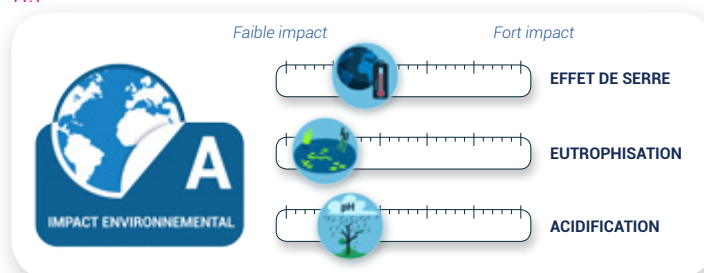 Faible impact
Fort impact
EFFET DE SERRE
A
EUTROPHISATION
pH
IMPACT ENVIRONNEMENTAL
ACIDIFICATION